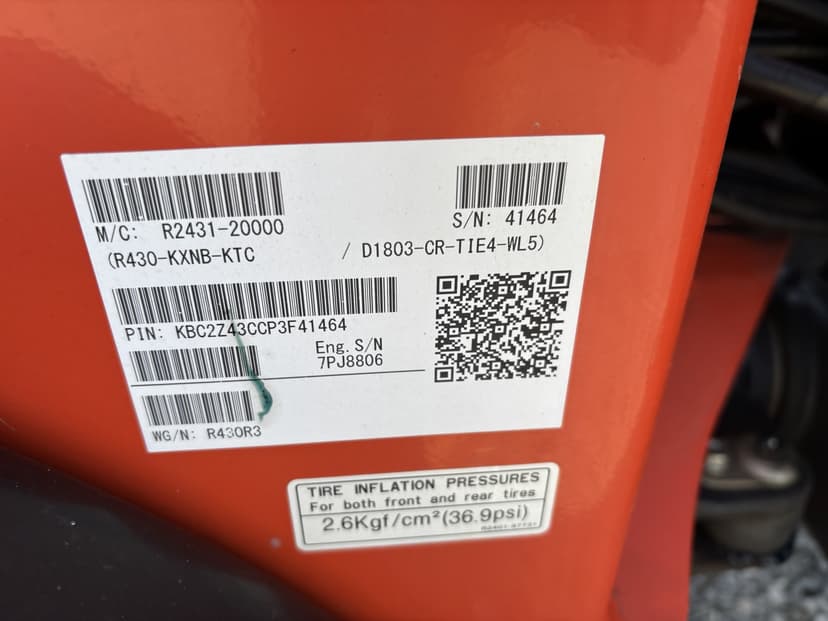 M/C: R2431-20000
S/N: 41464
(R430-KXNB-KTC / D1803-CR-TIE4-WL5)
PIN: KBC2Z43CCP3F41464
Eng.S/N
7PJ8806
WG/N: R430R3
TIRE INFLATION PRESSURES
For both front and rear tires
2.6Kgf/cm²(36.9psi)